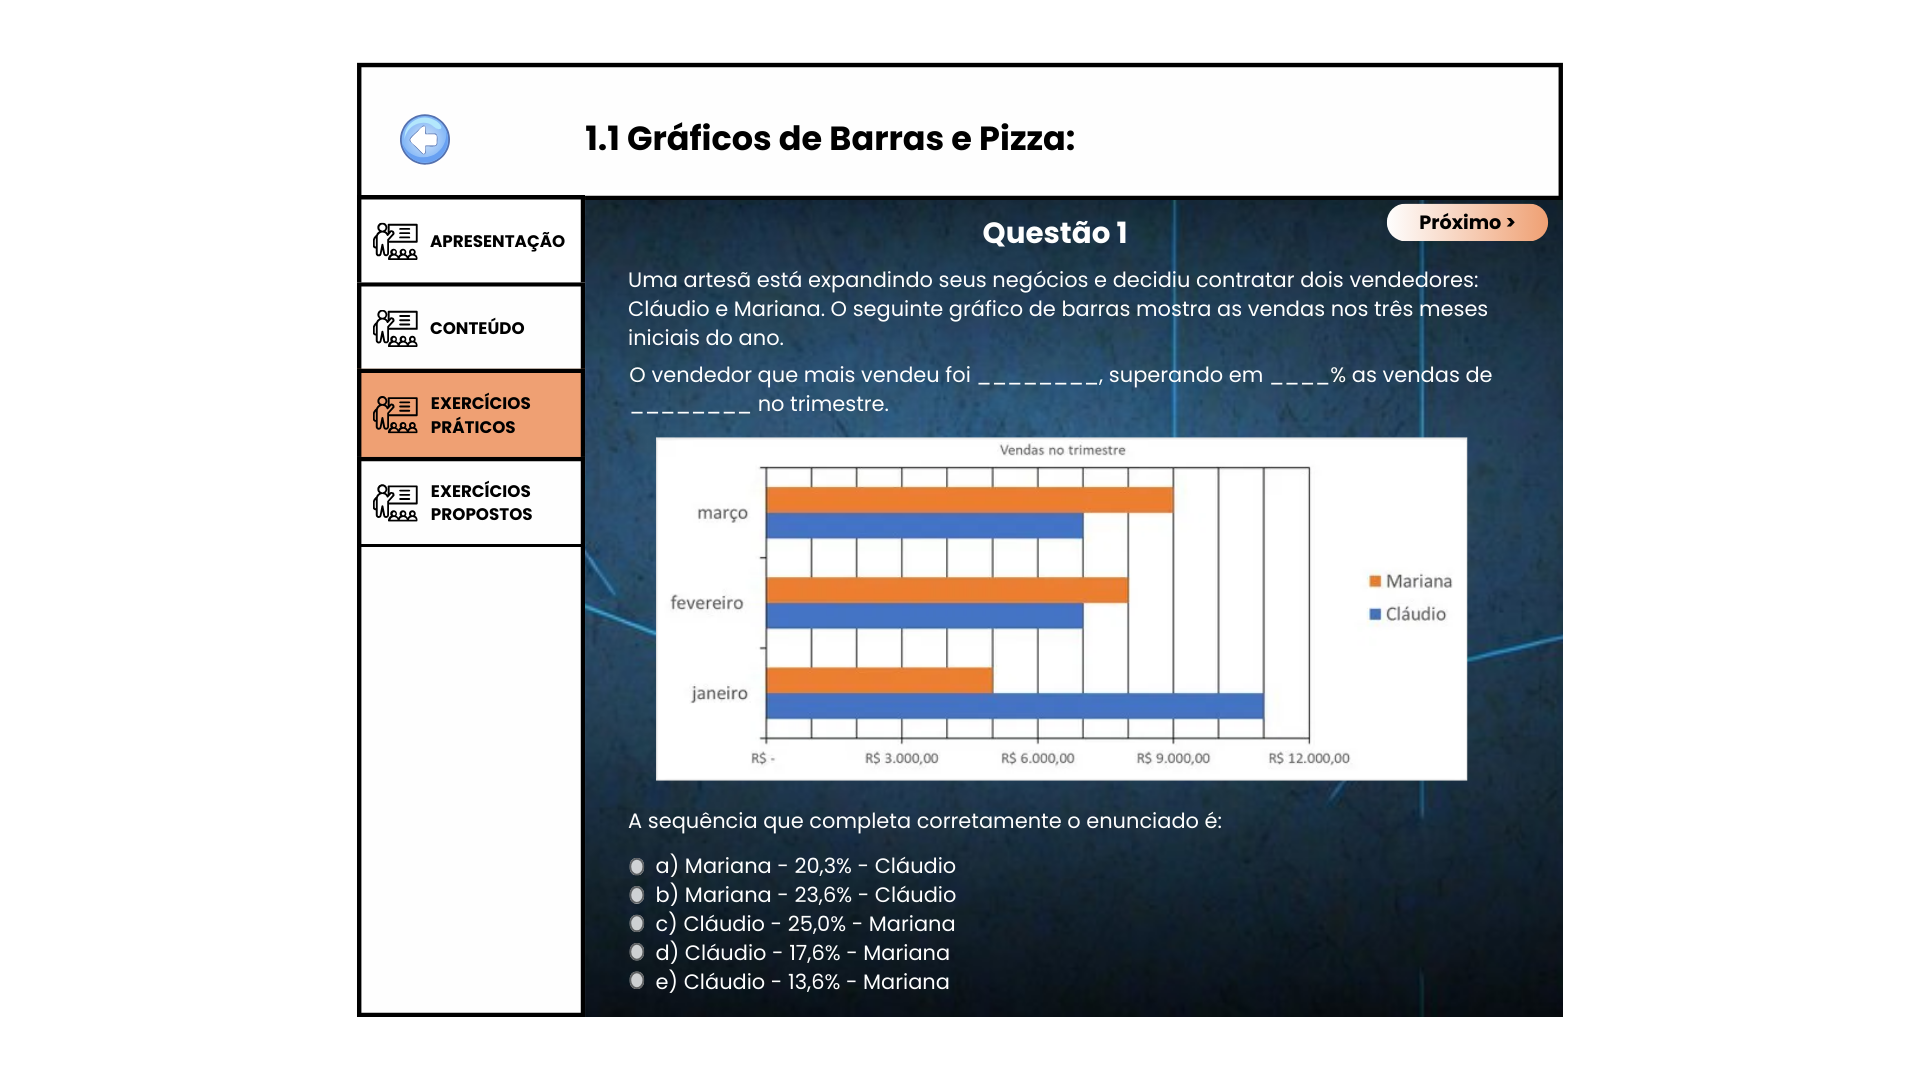 1.1 Gráficos de Barras e Pizza:
APRESENTAÇÃO
CONTEÚDO
EXERCÍCIOS
PRÁTICOS
EXERCÍCIOS
PROPOSTOS
Questão 1
Próximo >
Uma artesã está expandindo seus negócios e decidiu contratar dois vendedores:
Cláudio e Mariana. O seguinte gráfico de barras mostra as vendas nos três meses
iniciais do ano.
O vendedor que mais vendeu foi ________, superando em ____% as vendas de
________ no trimestre.
Vendas no trimestre
março
fevereiro
janeiro
Mariana
Cláudio
R$ -
R$ 3.000,00
R$ 6.000,00
R$ 9.000,00
R$ 12.000,00
A sequência que completa corretamente o enunciado é:
a) Mariana - 20,3% - Cláudio
b) Mariana - 23,6% - Cláudio
c) Cláudio - 25,0% - Mariana
d) Cláudio - 17,6% - Mariana
e) Cláudio - 13,6% - Mariana